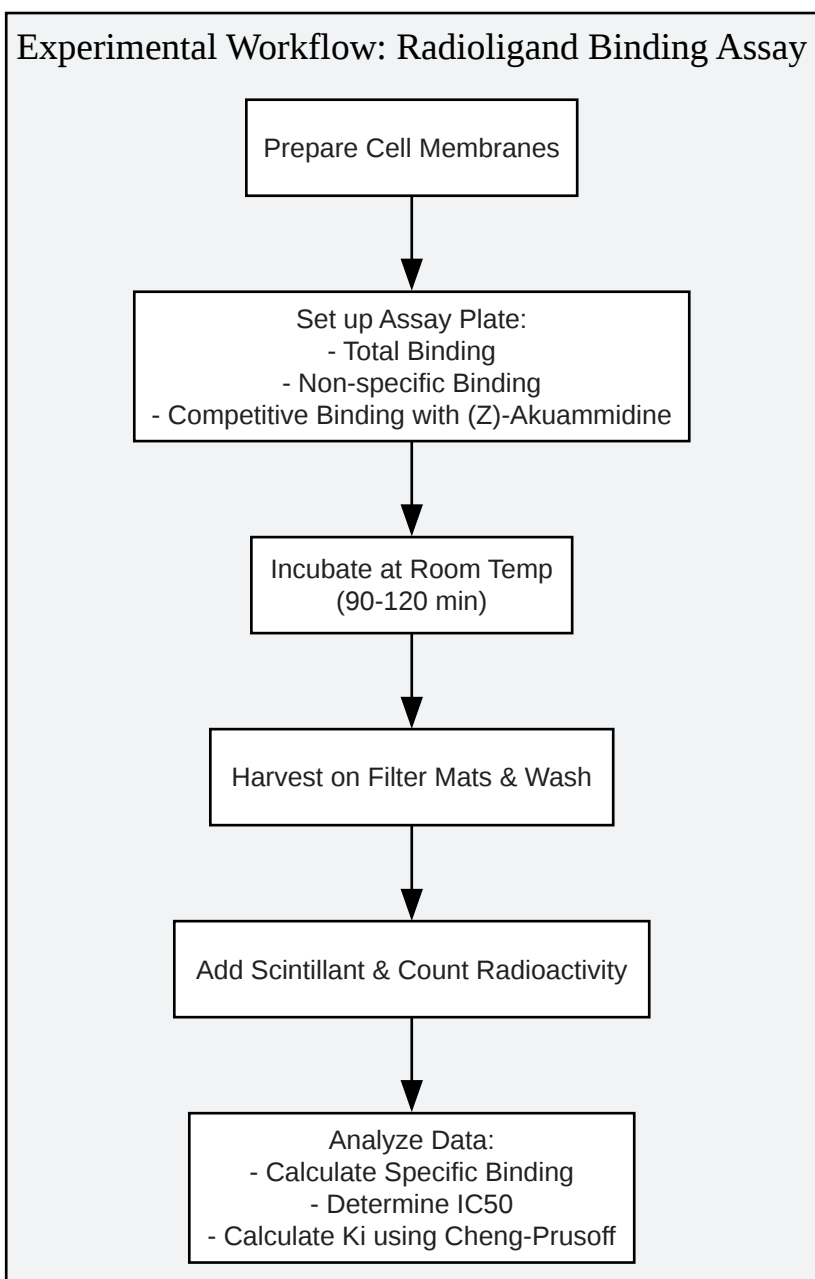 Experimental Workflow: Radioligand Binding Assay
Prepare Cell Membranes
Set up Assay Plate:
- Total Binding
- Non-specific Binding
- Competitive Binding with (Z)-Akuammidine
Incubate at Room Temp
(90-120 min)
Harvest on Filter Mats & Wash
Add Scintillant & Count Radioactivity
Analyze Data:
- Calculate Specific Binding
- Determine IC50
- Calculate Ki using Cheng-Prusoff